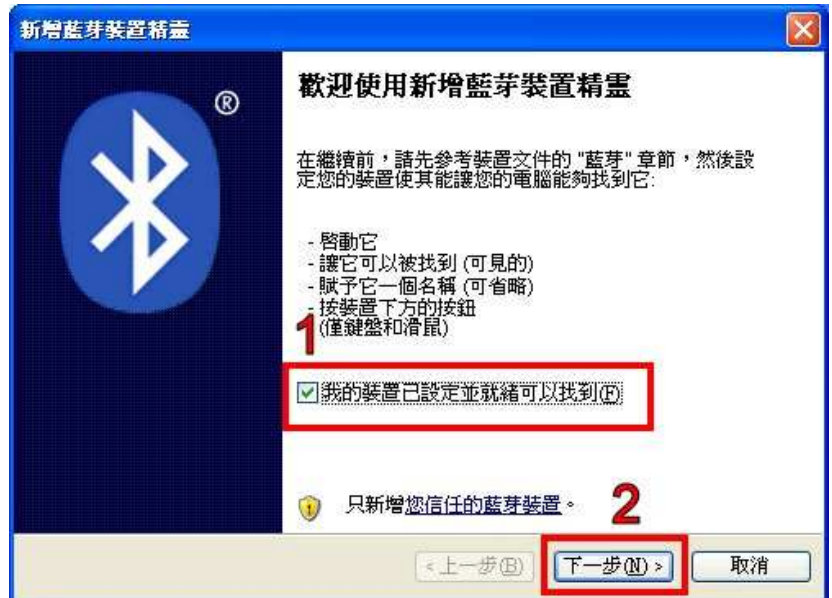 新增藍芽裝置精靈
®
歡迎使用新增藍芽裝置精靈
在繼續前，請先參考裝置文件的 "藍芽" 章節，然後設
定您的裝置使其能讓您的電腦能夠找到它:
- 啓動它
- 讓它可以被找到 (可見的)
- 賦予它一個名稱 (可省略)
- 按裝置下方的按鈕
(僅鍵盤和滑鼠)
1
我的裝置已設定並就緒可以找到(F)
只新增您信任的藍芽裝置。
2
<上一步(B)
下一步(N) >
取消